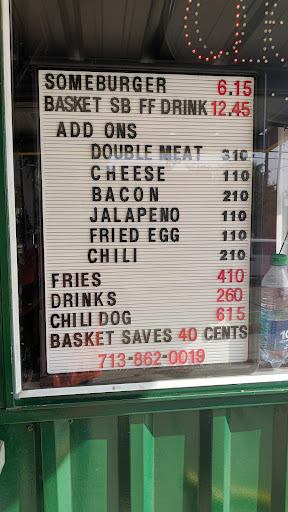 SOMEBURGER 6.15
BASKET SB FF DRINK 12.45
ADD ONS
DOUBLE MEAT 310
CHEESE 110
BACON 210
JALAPENO 110
FRIED EGG 110
CHILI 210
FRIES 410
DRINKS 260
CHILI DOG 615
BASKET SAVES 40 CENTS
713-862-0019